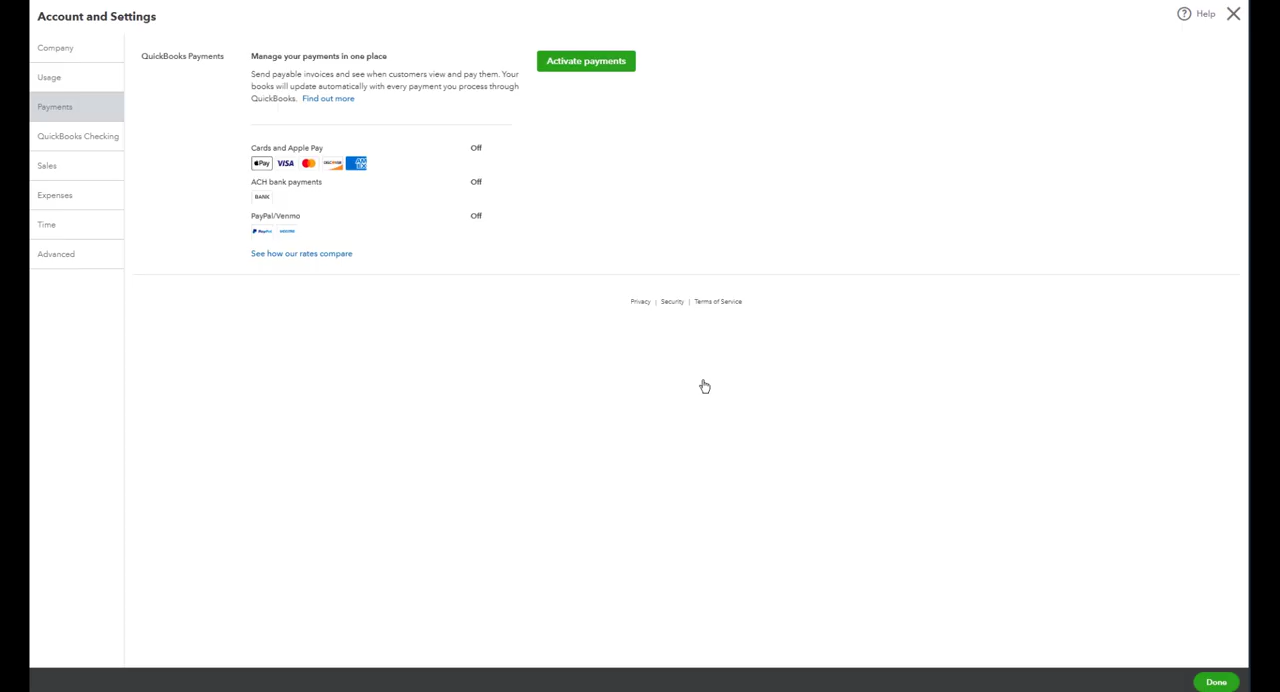 Account and Settings
Help
Company
Usage
Payments
QuickBooks Checking
Sales
Expenses
Time
Advanced
QuickBooks Payments
Manage your payments in one place
Send payable invoices and see when customers view and pay them. Your
books will update automatically with every payment you process through
QuickBooks. Find out more
Activate payments
Cards and Apple Pay Off
Pay VISA
ACH bank payments Off
BANK
PayPal/Venmo Off
PayPal
See how our rates compare
Privacy | Security | Terms of Service
Done